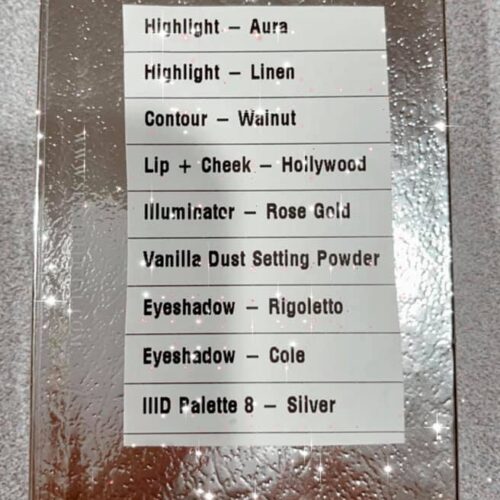 Highlight – Aura
Highlight – Linen
Contour – Walnut
Lip + Cheek – Hollywood
Illuminator – Rose Gold
Vanilla Dust Setting Powder
Eyeshadow – Rigoletto
Eyeshadow – Cole
IIID Palette 8 – Silver